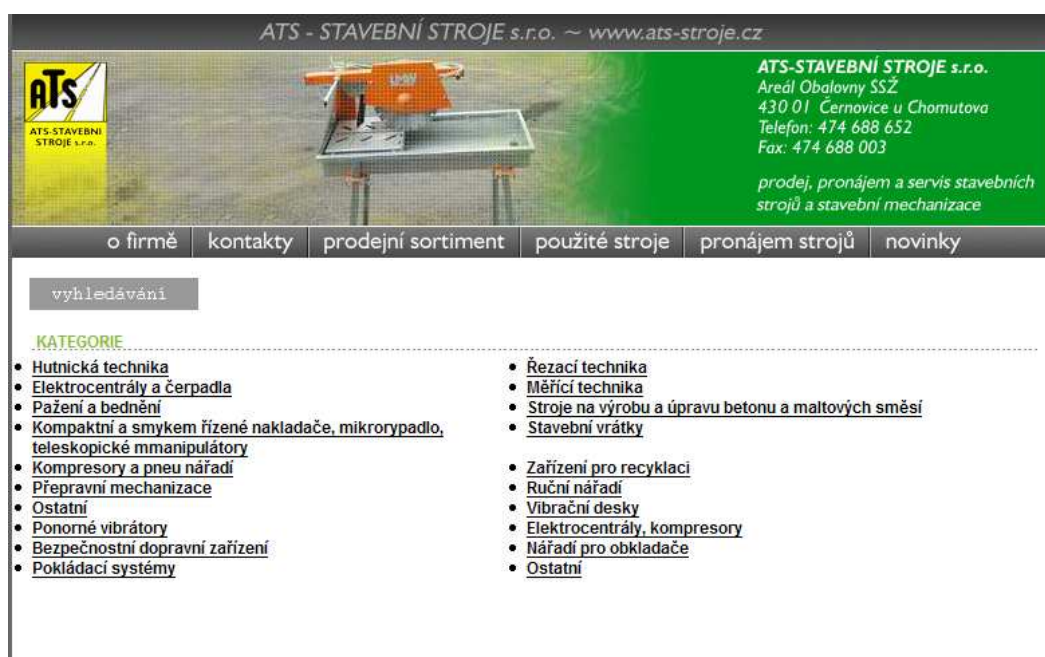 ATS - STAVEBNÍ STROJE s.r.o. ~ www.ats-stroje.cz
ATS
ATS-STAVEBNI
STROJE s.r.o.
ATS-STAVEBNÍ STROJE s.r.o.
Areál Obalovny SSŽ
430 01 Černovice u Chomutova
Telefon: 474 688 652
Fax: 474 688 003
prodej, pronájem a servis stavebních
strojů a stavební mechanizace
o firmě kontakty prodejní sortiment použité stroje pronájem strojů novinky
vyhledávání
KATEGORIE
Hutnická technika
Elektrocentrály a čerpadla
Pažení a bednění
Kompaktní a smykem řízené nakladače, mikrorypadlo,
teleskopické mmanipulátory
Kompresory a pneu nářadí
Přepravní mechanizace
Ostatní
Ponorné vibrátory
Bezpečnostní dopravní zařízení
Pokládací systémy
Řezací technika
Měřící technika
Stroje na výrobu a úpravu betonu a maltových směsí
Stavební vrátky
Zařízení pro recyklaci
Ruční nářadí
Vibrační desky
Elektrocentrály, kompresory
Nářadí pro obkladače
Ostatní